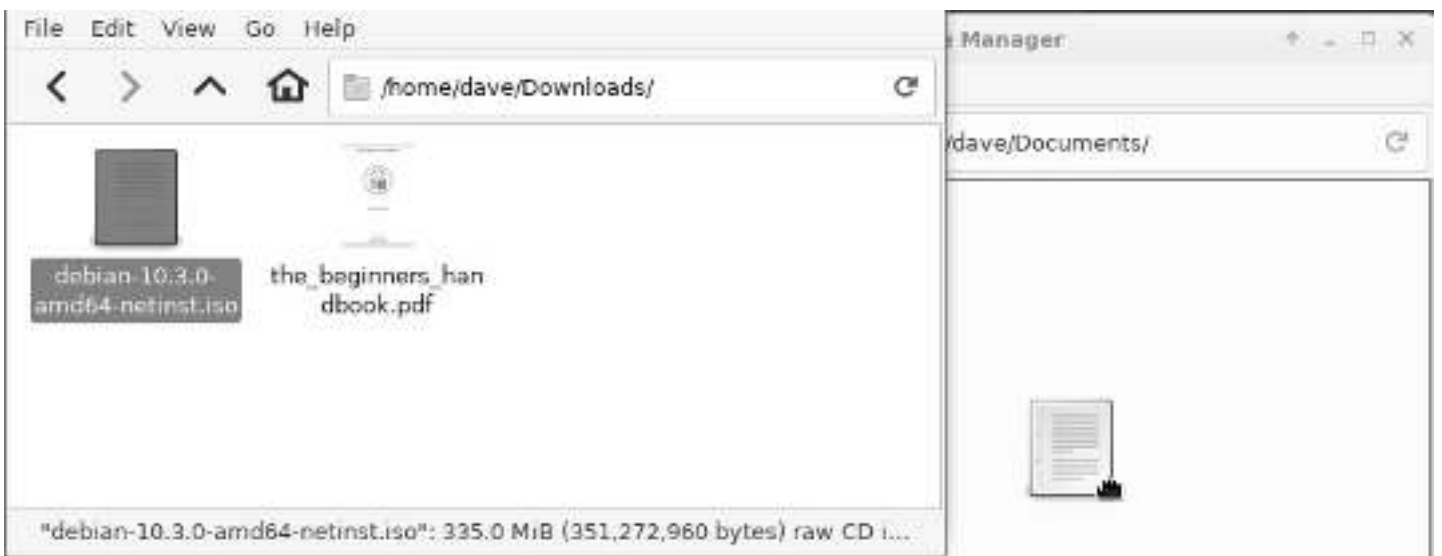 File Edit View Go Help
Manager
/home/dave/Downloads/
/dave/Documents/
debian-10.3.0-
amd64-netinst.iso
the_beginners_han
dbook.pdf
"debian-10.3.0-amd64-netinst.iso": 335.0 MiB (351,272,960 bytes) raw CD i...